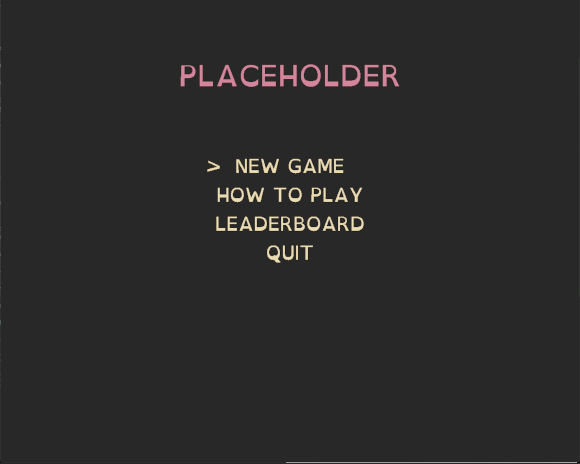 PLACEHOLDER
> NEW GAME
HOW TO PLAY
LEADERBOARD
QUIT